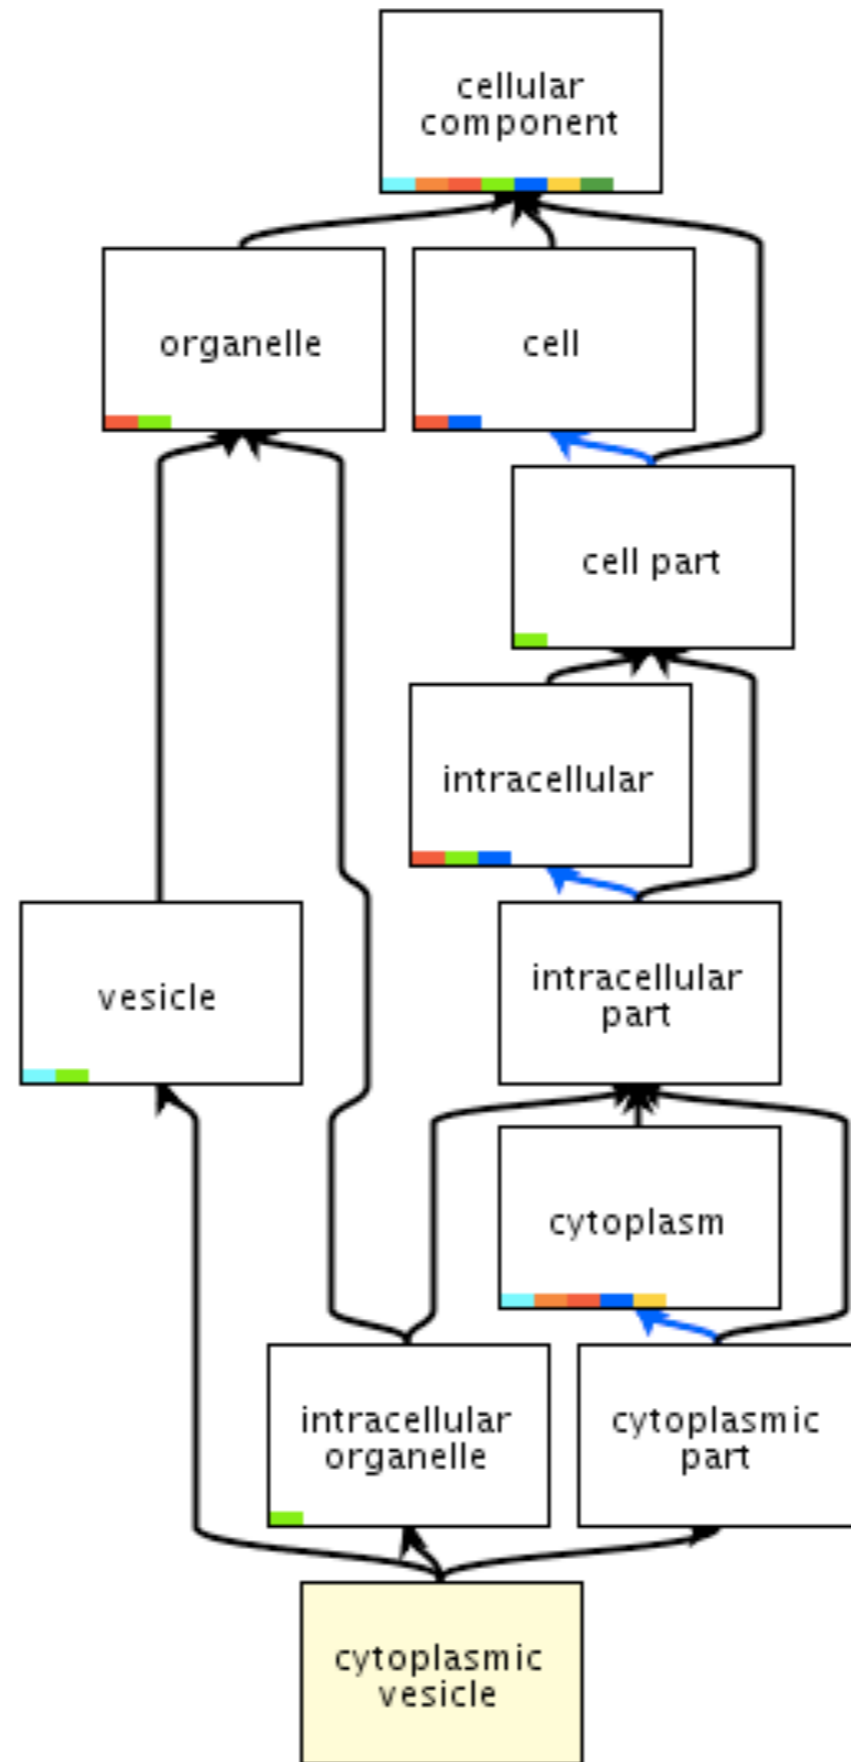 cellular
component
organelle
cell
cell part
intracellular
vesicle
intracellular
part
cytoplasm
intracellular
organelle
cytoplasmic
part
cytoplasmic
vesicle